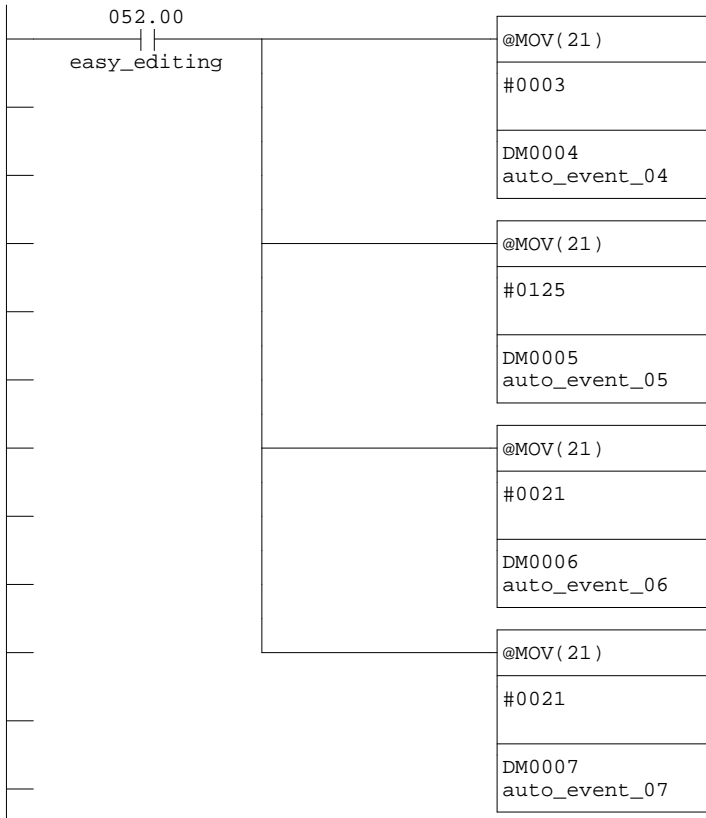 052.00
easy_editing
@MOV(21)
#0003
DM0004
auto_event_04
@MOV(21)
#0125
DM0005
auto_event_05
@MOV(21)
#0021
DM0006
auto_event_06
@MOV(21)
#0021
DM0007
auto_event_07